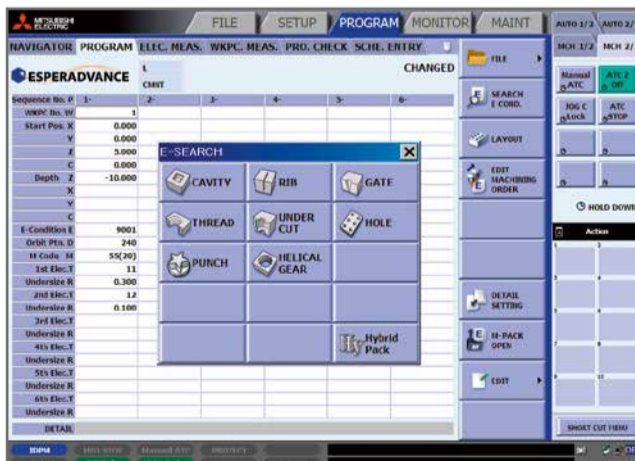 MITSUBISHI ELECTRIC
FILE SETUP PROGRAM MONITOR MAINT
AUTO 1/2 AUTO 2/
NAVIGATOR PROGRAM ELEC. MEAS. WKPC. MEAS. PRO. CHECK SCHE. ENTRY
MCH 1/2 MCH 2/
ESPERADVANCE
L
CMNT
CHANGED
FILE
Manual ATC
ATC 2 Off
SEARCH E COND.
JOG C Lock
ATC STOP
Sequence No. P 1- 2- 3- 4- 5- 6-
WKPC No. W 1
Start Pos. X 0.000
Y 0.000
Z 5.000
C 0.000
Depth Z -10.000
X
Y
C
E-Condition E 9001
Orbit Ptn. D 240
M Code M 55(20)
1st Elec.T 11
Undersize R 0.300
2nd Elec.T 12
Undersize R 0.100
3rd Elec.T
Undersize R
4th Elec.T
Undersize R
5th Elec.T
Undersize R
6th Elec.T
Undersize R
DETAIL
E-SEARCH
CAVITY RIB GATE
THREAD UNDER CUT HOLE
PUNCH HELICAL GEAR
Hy Hybrid Pack
LAYOUT
EDIT MACHINING ORDER
HOLD DOWN
Action
DETAIL SETTING
M-PACK OPEN
EDIT
SHORT CUT MENU
IDPM Manual ATC PROTECT